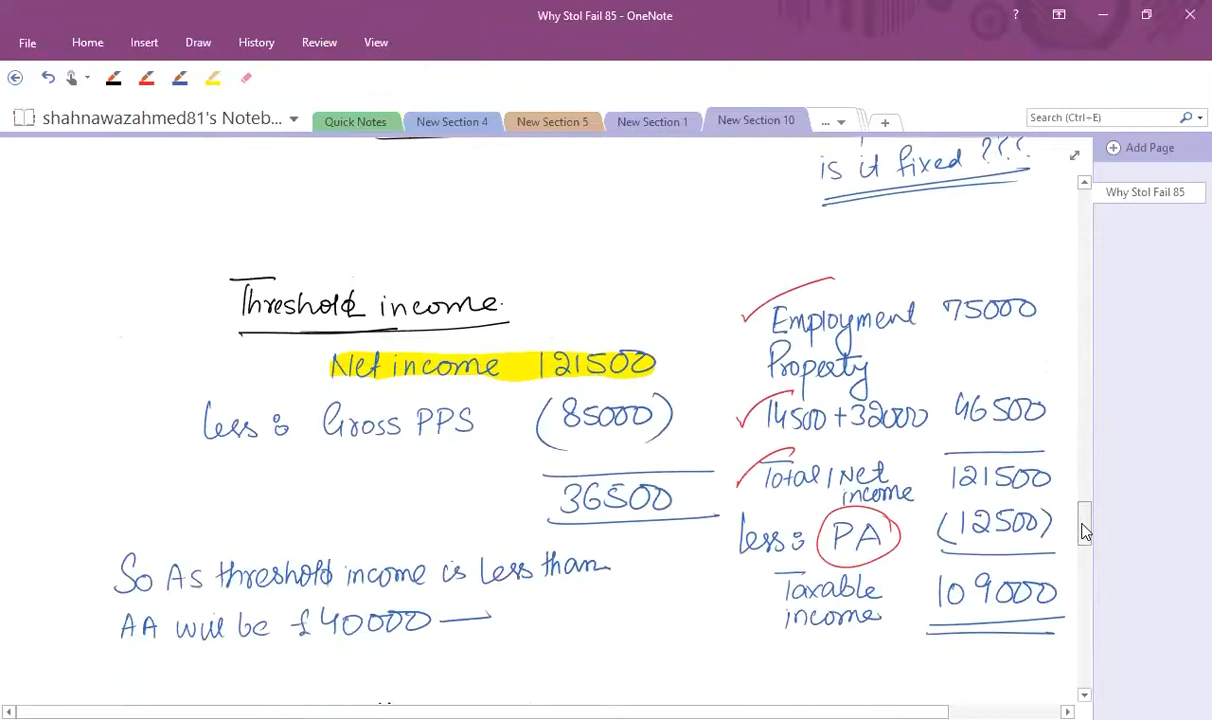 Why Stol Fail 85 - OneNote
?
File Home Insert Draw History Review View
shahnawazahmed81's Noteb...
Quick Notes
New Section 4
New Section 5
New Section 1
New Section 10
...
Search (Ctrl+E)
is it fixed ???
Add Page
Why Stol Fail 85
Threshold income.
Net income 121500
less: Gross PPS (85000)
36500
So As threshold income is less than
AA will be £40000 —
Employment 75000
Property
14500+32000 46500
Total/Net income 121500
less: PA (12500)
Taxable income 109000